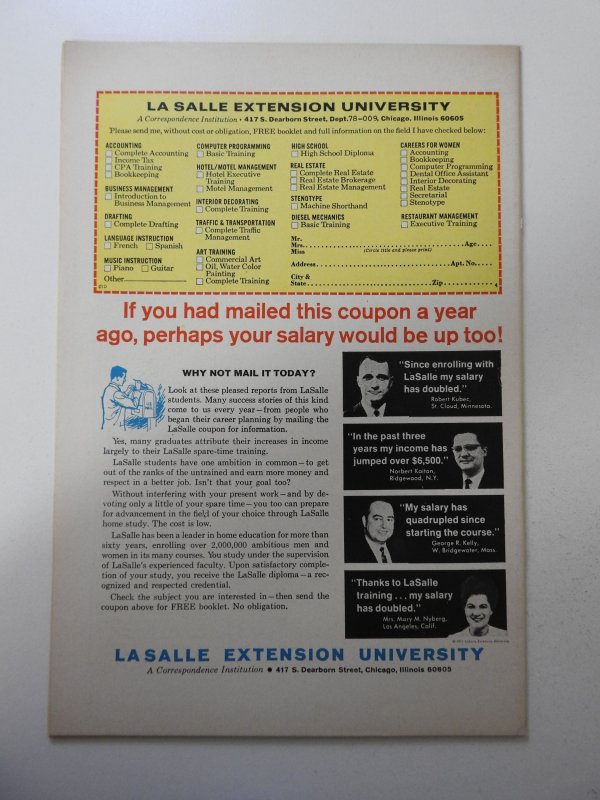 LA SALLE EXTENSION UNIVERSITY
A Correspondence Institution • 417 S. Dearborn Street, Dept. 78-009, Chicago, Illinois 60605
Please send me, without cost or obligation, FREE booklet and full information on the field I have checked below:
ACCOUNTING
Complete Accounting
Income Tax
CPA Training
Bookkeeping
BUSINESS MANAGEMENT
Introduction to
Business Management
DRAFTING
Complete Drafting
LANGUAGE INSTRUCTION
French Spanish
MUSIC INSTRUCTION
Piano Guitar
Other
COMPUTER PROGRAMMING
Basic Training
HOTEL/MOTEL MANAGEMENT
Hotel Executive
Training
Motel Management
INTERIOR DECORATING
Complete Training
TRAFFIC & TRANSPORTATION
Complete Traffic
Management
ART TRAINING
Commercial Art
Oil, Water Color
Painting
Complete Training
HIGH SCHOOL
High School Diploma
REAL ESTATE
Complete Real Estate
Real Estate Brokerage
Real Estate Management
STENOTYPE
Machine Shorthand
DIESEL MECHANICS
Basic Training
CAREERS FOR WOMEN
Accounting
Bookkeeping
Computer Programming
Dental Office Assistant
Interior Decorating
Real Estate
Secretarial
Stenotype
RESTAURANT MANAGEMENT
Executive Training
Mr.
Mrs. Age
Miss (Circle title and please print)
Address Apt. No.
City &
State Zip
If you had mailed this coupon a year
ago, perhaps your salary would be up too!
WHY NOT MAIL IT TODAY?
Look at these pleased reports from LaSalle
students. Many success stories of this kind
come to us every year—from people who
began their career planning by mailing the
LaSalle coupon for information.
Yes, many graduates attribute their increases in income
largely to their LaSalle spare-time training.
LaSalle students have one ambition in common—to get
out of the ranks of the untrained and earn more money and
respect in a better job. Isn't that your goal too?
Without interfering with your present work—and by de-
voting only a little of your spare time—you too can prepare
for advancement in the field of your choice through LaSalle
home study. The cost is low.
LaSalle has been a leader in home education for more than
sixty years, enrolling over 2,000,000 ambitious men and
women in its many courses. You study under the supervision
of LaSalle's experienced faculty. Upon satisfactory comple-
tion of your study, you receive the LaSalle diploma—a rec-
ognized and respected credential.
Check the subject you are interested in—then send the
coupon above for FREE booklet. No obligation.
"Since enrolling with
LaSalle my salary
has doubled."
Robert Kubec,
St. Cloud, Minnesota.
"In the past three
years my income has
jumped over $6,500."
Norbert Kaiton,
Ridgewood, N.Y.
"My salary has
quadrupled since
starting the course."
George R. Kelly,
W. Bridgewater, Mass.
"Thanks to LaSalle
training . . . my salary
has doubled."
Mrs. Mary M. Nyberg,
Los Angeles, Calif.
LA SALLE EXTENSION UNIVERSITY
A Correspondence Institution • 417 S. Dearborn Street, Chicago, Illinois 60605